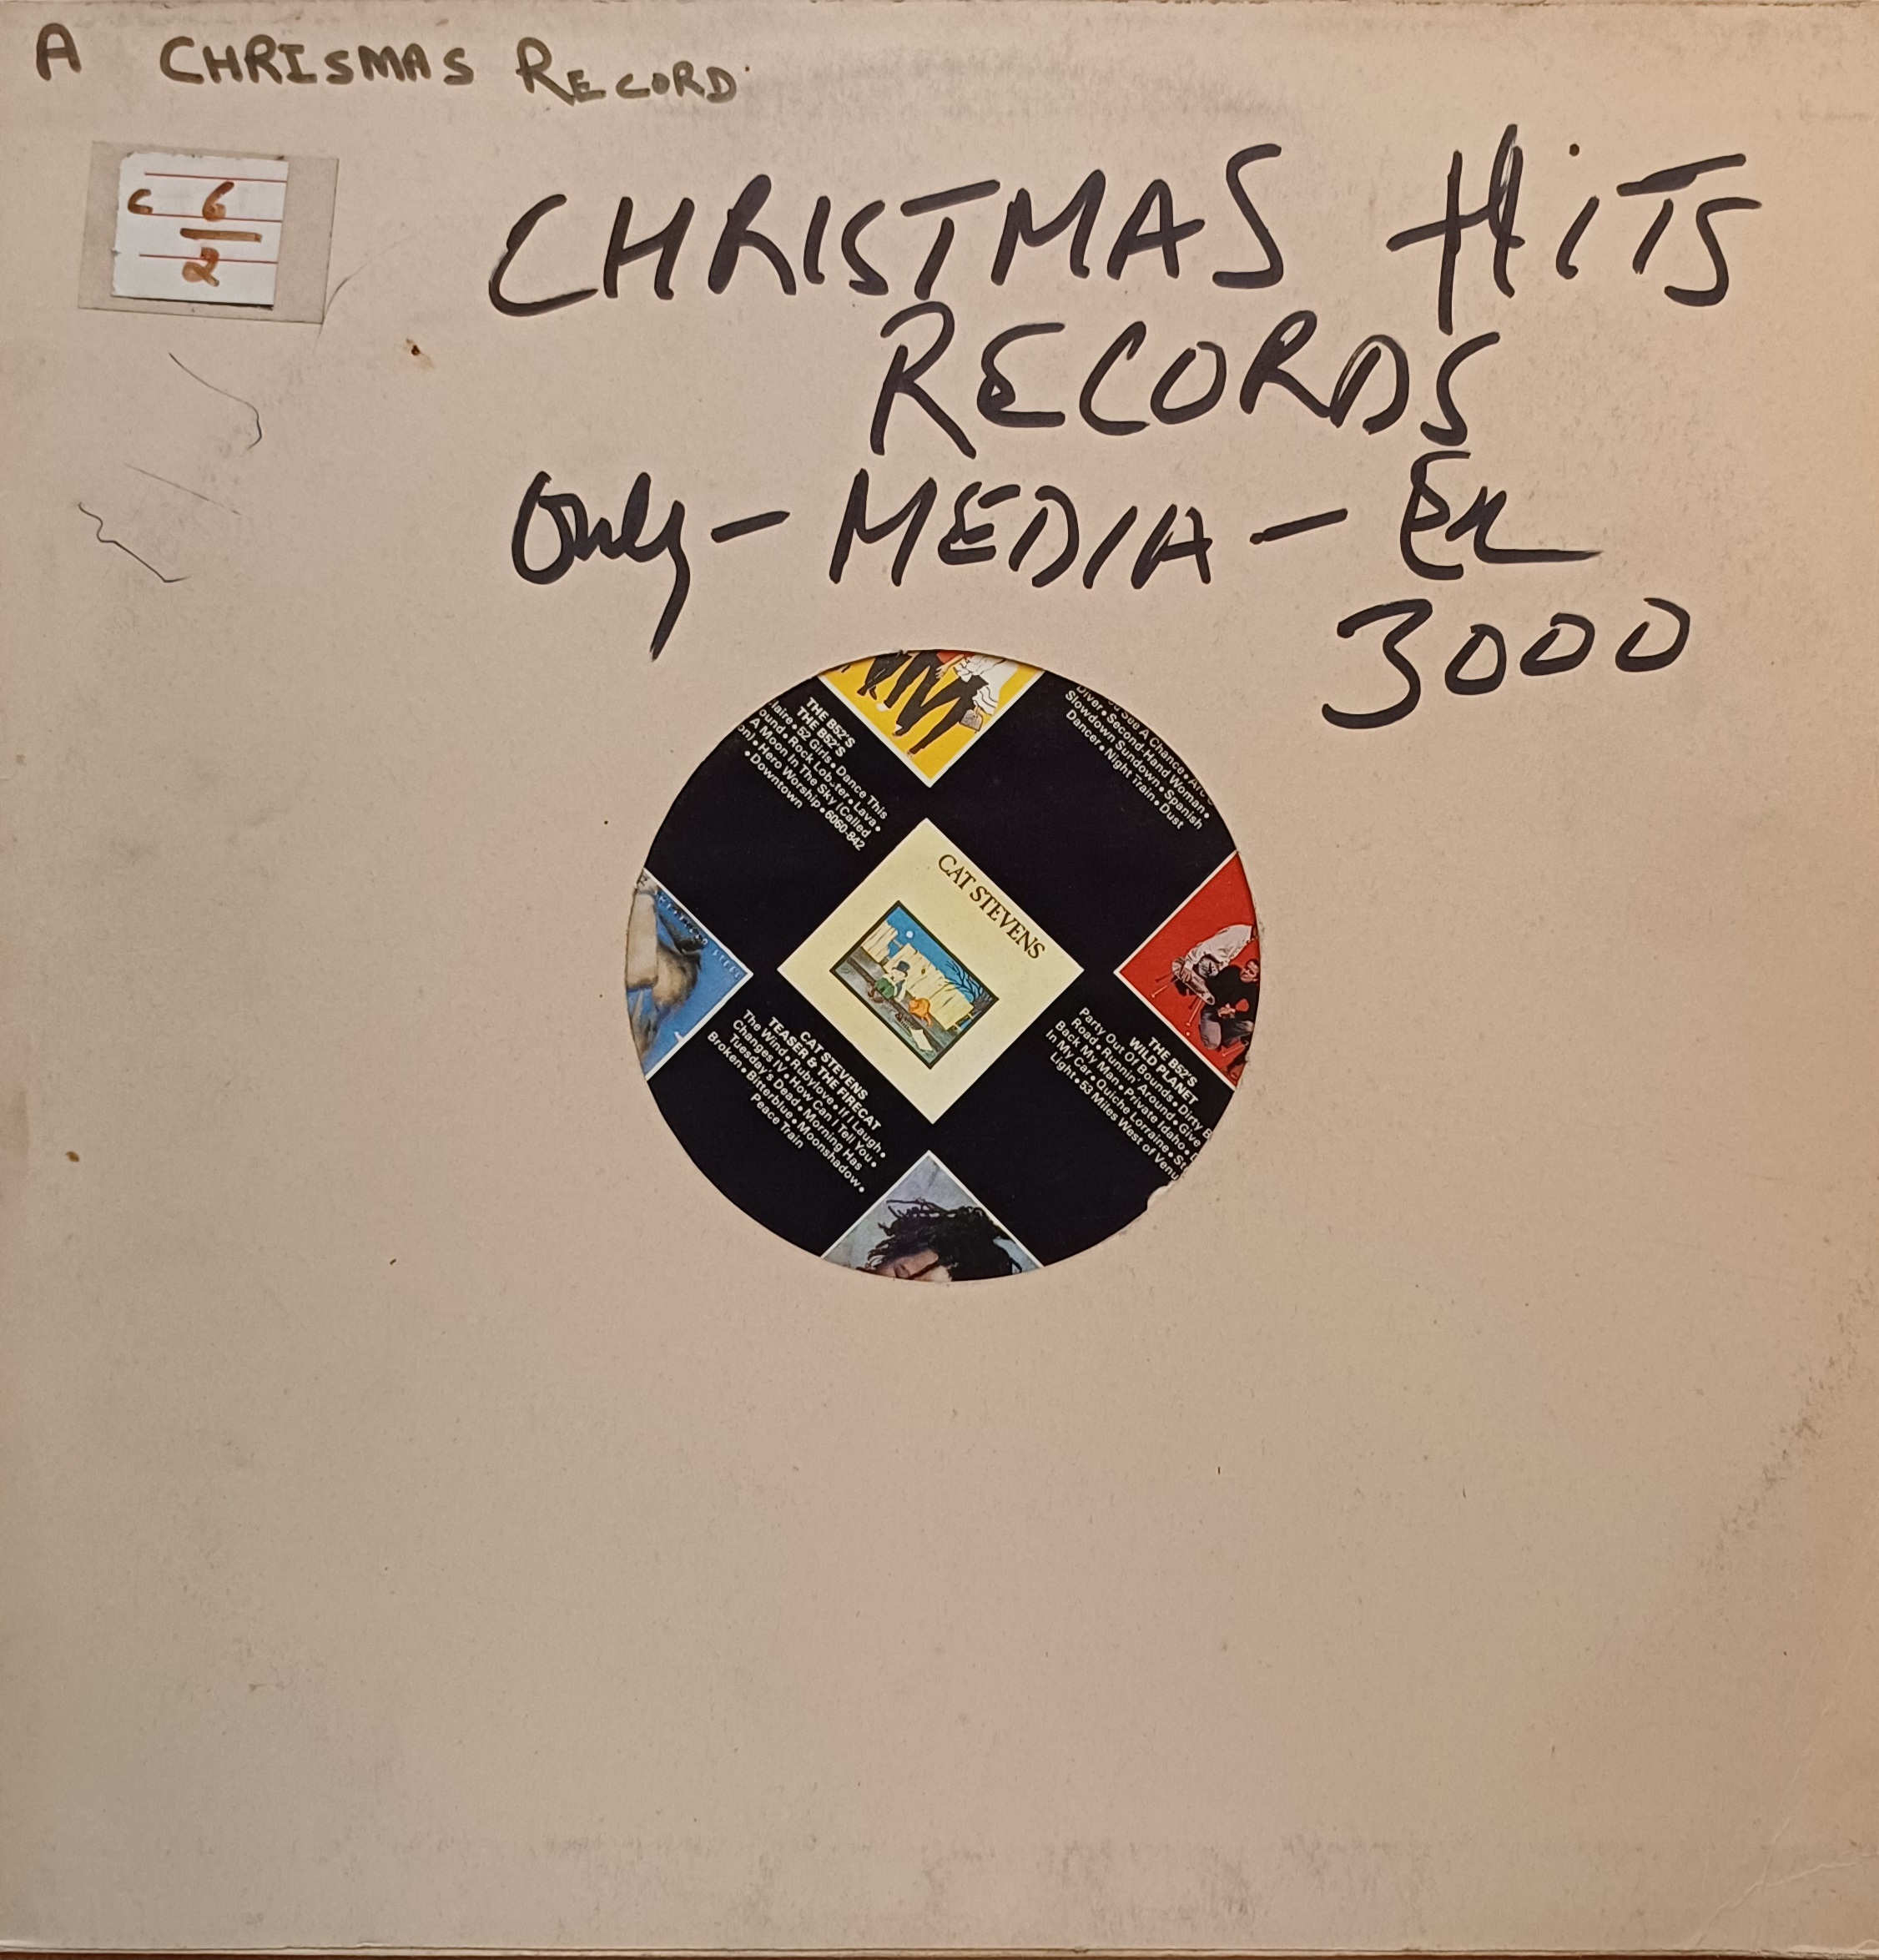 A CHRISMAS RECORD
C 6
2
CHRISTMAS HiTS
RECORDS
Only - MEDIA - Ex
3000
THE B52'S
THE B52'S
52 Girls • Dance This
Rock Lobster • Lava •
A Moon In The Sky (Called
Hero Worship • 6060-842
• Downtown
See A Chance •
Second-Hand Woman •
Slowdown Sundown • Spanish
Dancer • Night Train • Dust
CAT STEVENS
CAT STEVENS
TEASER & THE FIRECAT
The Wind • Rubylove • If I Laugh •
Changes IV • How Can I Tell You •
Tuesday's Dead • Morning Has
Broken • Bitterblue • Moonshadow •
Peace Train
THE B52'S
WILD PLANET
Party Out Of Bounds • Dirty B
Road • Runnin' Around • Give
Back My Man • Private Idaho •
In My Car • Quiche Lorraine • St
Light • 53 Miles West of Venu